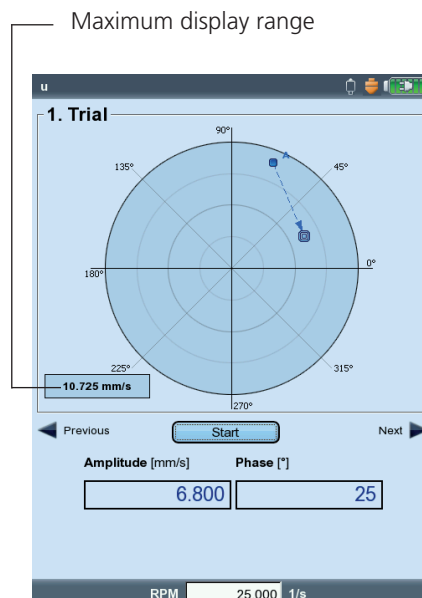 Maximum display range
u
1. Trial
90°
A
135°
45°
180°
0°
225°
315°
10.725 mm/s
270°
Previous
Start
Next
Amplitude [mm/s]
Phase [°]
6.800
25
RPM 25.000 1/s